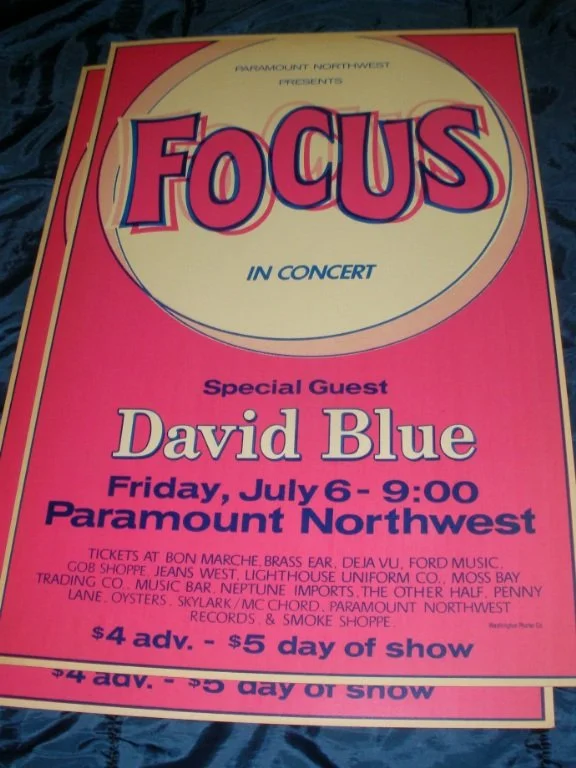 PARAMOUNT NORTHWEST
PRESENTS
FOCUS
IN CONCERT
Special Guest
David Blue
Friday, July 6 - 9:00
Paramount Northwest
TICKETS AT BON MARCHE, BRASS EAR, DEJA VU, FORD MUSIC,
GOB SHOPPE, JEANS WEST, LIGHTHOUSE UNIFORM CO., MOSS BAY
TRADING CO., MUSIC BAR, NEPTUNE IMPORTS, THE OTHER HALF, PENNY
LANE, OYSTERS, SKYLARK/MC CHORD, PARAMOUNT NORTHWEST
RECORDS & SMOKE SHOPPE.
Washington Poster Co.
$4 adv. - $5 day of show
$4 adv. - $5 day of show